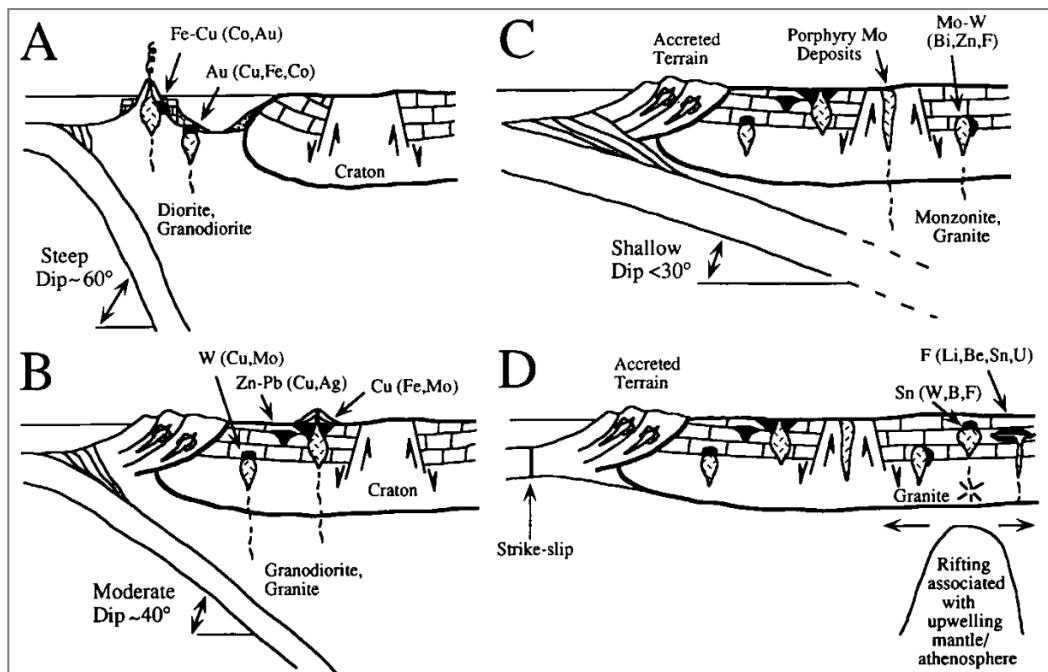 A
Fe-Cu (Co,Au)
Au (Cu,Fe,Co)
Craton
Diorite,
Granodiorite
Steep
Dip~60°
C
Accreted
Terrain
Porphyry Mo
Deposits
Mo-W
(Bi,Zn,F)
Monzonite,
Granite
Shallow
Dip <30°
B
W (Cu,Mo)
Zn-Pb (Cu,Ag)
Cu (Fe,Mo)
Craton
Granodiorite,
Granite
Moderate
Dip ~40°
D
Accreted
Terrain
F (Li,Be,Sn,U)
Sn (W,B,F)
Granite
Strike-slip
Rifting
associated
with
upwelling
mantle/
athenosphere